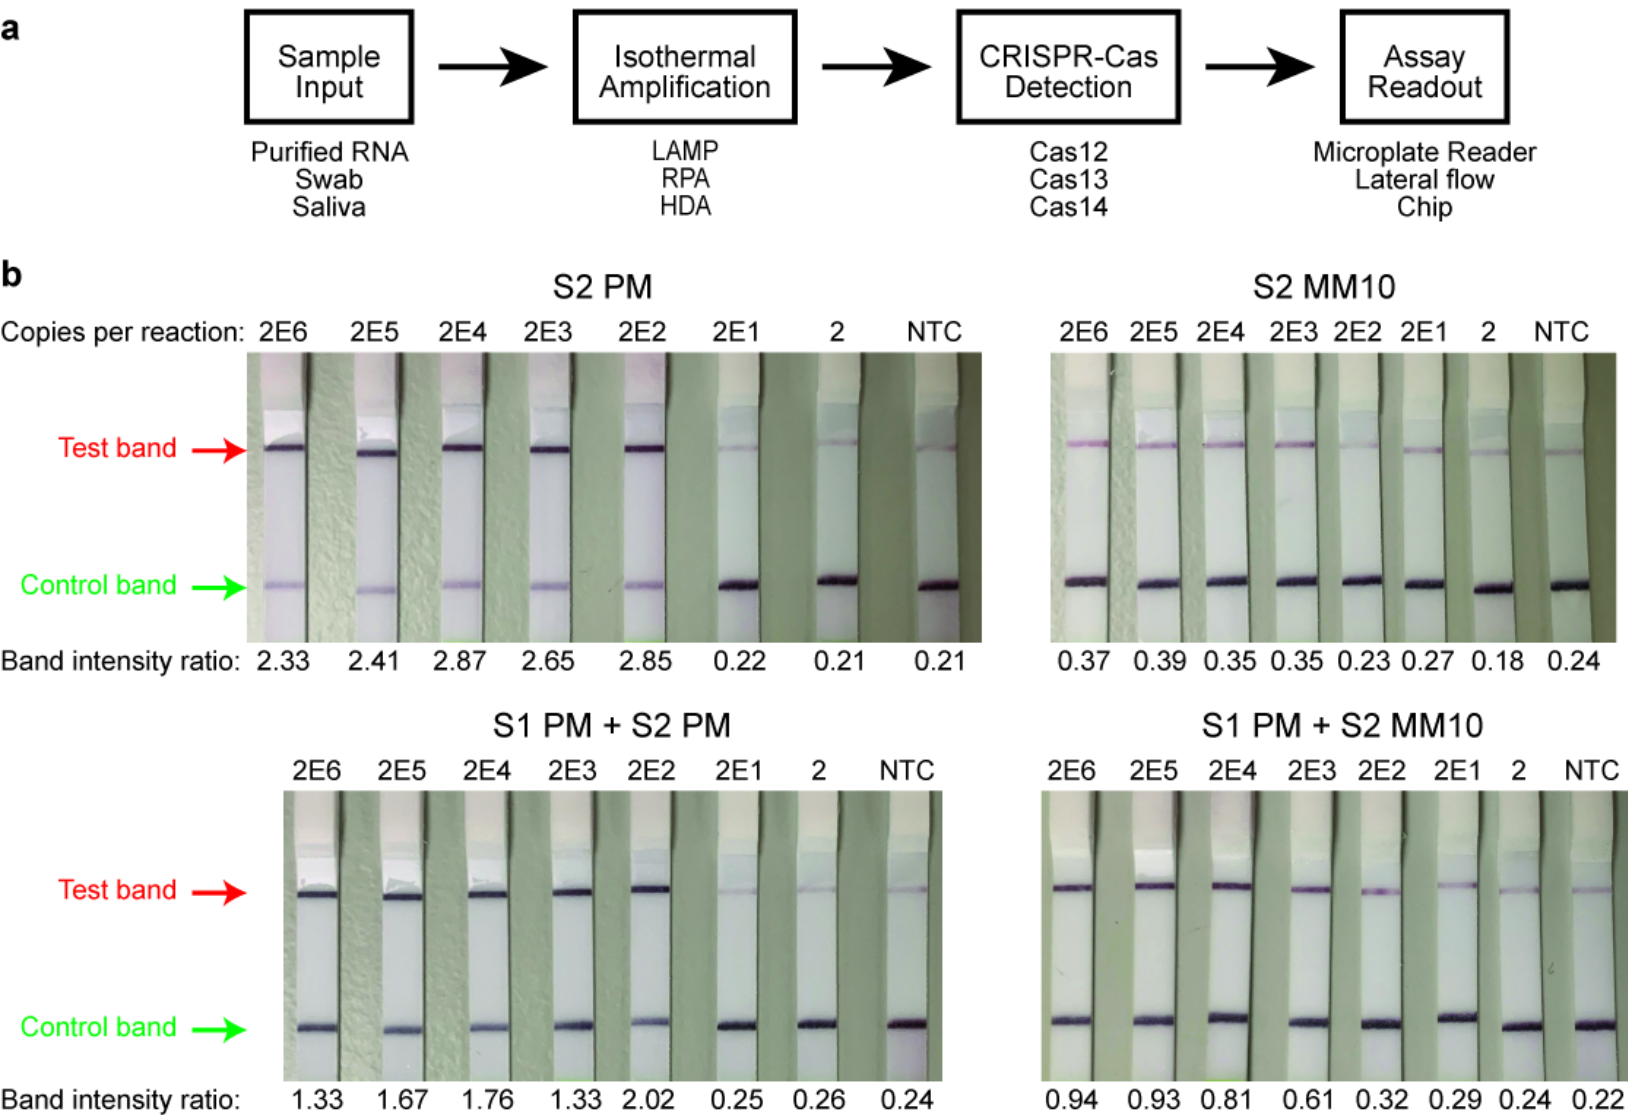 a
Sample
Input
Isothermal
Amplification
CRISPR-Cas
Detection
Assay
Readout
Purified RNA
Swab
Saliva
LAMP
RPA
HDA
Cas12
Cas13
Cas14
Microplate Reader
Lateral flow
Chip
b
S2 PM
Copies per reaction: 2E6 2E5 2E4 2E3 2E2 2E1 2 NTC
Test band
Control band
Band intensity ratio: 2.33 2.41 2.87 2.65 2.85 0.22 0.21 0.21
S2 MM10
2E6 2E5 2E4 2E3 2E2 2E1 2 NTC
0.37 0.39 0.35 0.35 0.23 0.27 0.18 0.24
S1 PM + S2 PM
2E6 2E5 2E4 2E3 2E2 2E1 2 NTC
Test band
Control band
Band intensity ratio: 1.33 1.67 1.76 1.33 2.02 0.25 0.26 0.24
S1 PM + S2 MM10
2E6 2E5 2E4 2E3 2E2 2E1 2 NTC
0.94 0.93 0.81 0.61 0.32 0.29 0.24 0.22